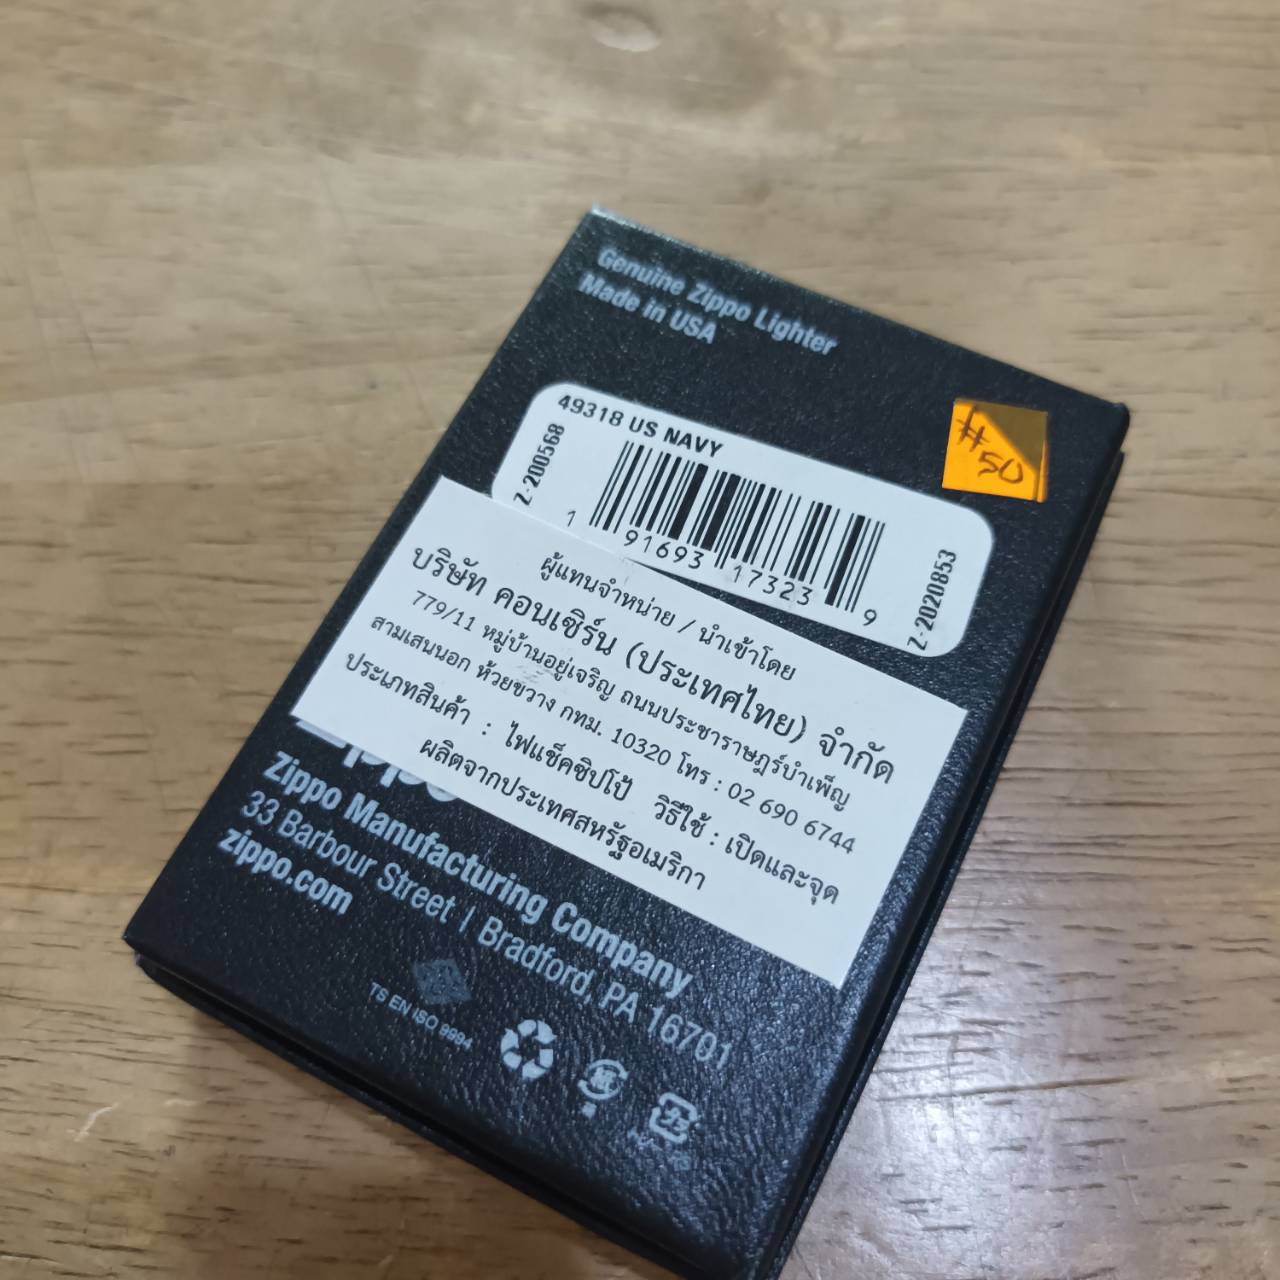 Genuine Zippo Lighter
Made in USA
#50
49318 US NAVY
Z-200568
1 91693 17323 9
Z-2020853
ผู้แทนจำหน่าย / นำเข้าโดย
บริษัท คอนเซิร์น (ประเทศไทย) จำกัด
779/11 หมู่บ้านอยู่เจริญ ถนนประชาราษฎร์บำเพ็ญ
สามเสนนอก ห้วยขวาง กทม. 10320 โทร : 02 690 6744
ประเภทสินค้า : ไฟแช็คซิปโป้ วิธีใช้ : เปิดและจุด
ผลิตจากประเทศสหรัฐอเมริกา
Zippo Manufacturing Company
33 Barbour Street | Bradford, PA 16701
zippo.com
TS EN ISO 9994